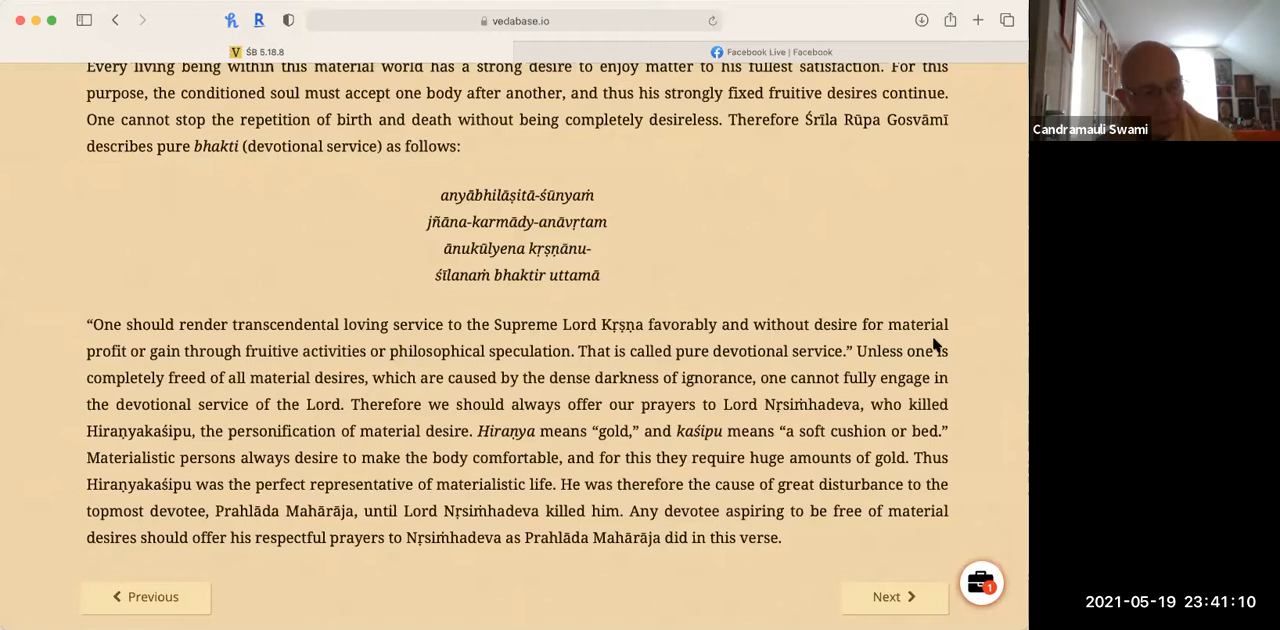 vedabase.io
ŚB 5.18.8
Facebook Live | Facebook
Every living being within this material world has a strong desire to enjoy matter to his fullest satisfaction. For this
purpose, the conditioned soul must accept one body after another, and thus his strongly fixed fruitive desires continue.
One cannot stop the repetition of birth and death without being completely desireless. Therefore Śrīla Rūpa Gosvāmī
describes pure bhakti (devotional service) as follows:
anyābhilāṣitā-śūnyaṁ
jñāna-karmādy-anāvṛtam
ānukūlyena kṛṣṇānu-
śīlanaṁ bhaktir uttamā
“One should render transcendental loving service to the Supreme Lord Kṛṣṇa favorably and without desire for material
profit or gain through fruitive activities or philosophical speculation. That is called pure devotional service.” Unless one is
completely freed of all material desires, which are caused by the dense darkness of ignorance, one cannot fully engage in
the devotional service of the Lord. Therefore we should always offer our prayers to Lord Nṛsiṁhadeva, who killed
Hiraṇyakaśipu, the personification of material desire. Hiraṇya means “gold,” and kaśipu means “a soft cushion or bed.”
Materialistic persons always desire to make the body comfortable, and for this they require huge amounts of gold. Thus
Hiraṇyakaśipu was the perfect representative of materialistic life. He was therefore the cause of great disturbance to the
topmost devotee, Prahlāda Mahārāja, until Lord Nṛsiṁhadeva killed him. Any devotee aspiring to be free of material
desires should offer his respectful prayers to Nṛsiṁhadeva as Prahlāda Mahārāja did in this verse.
Previous
Next
1
Candramauli Swami
2021-05-19 23:41:10